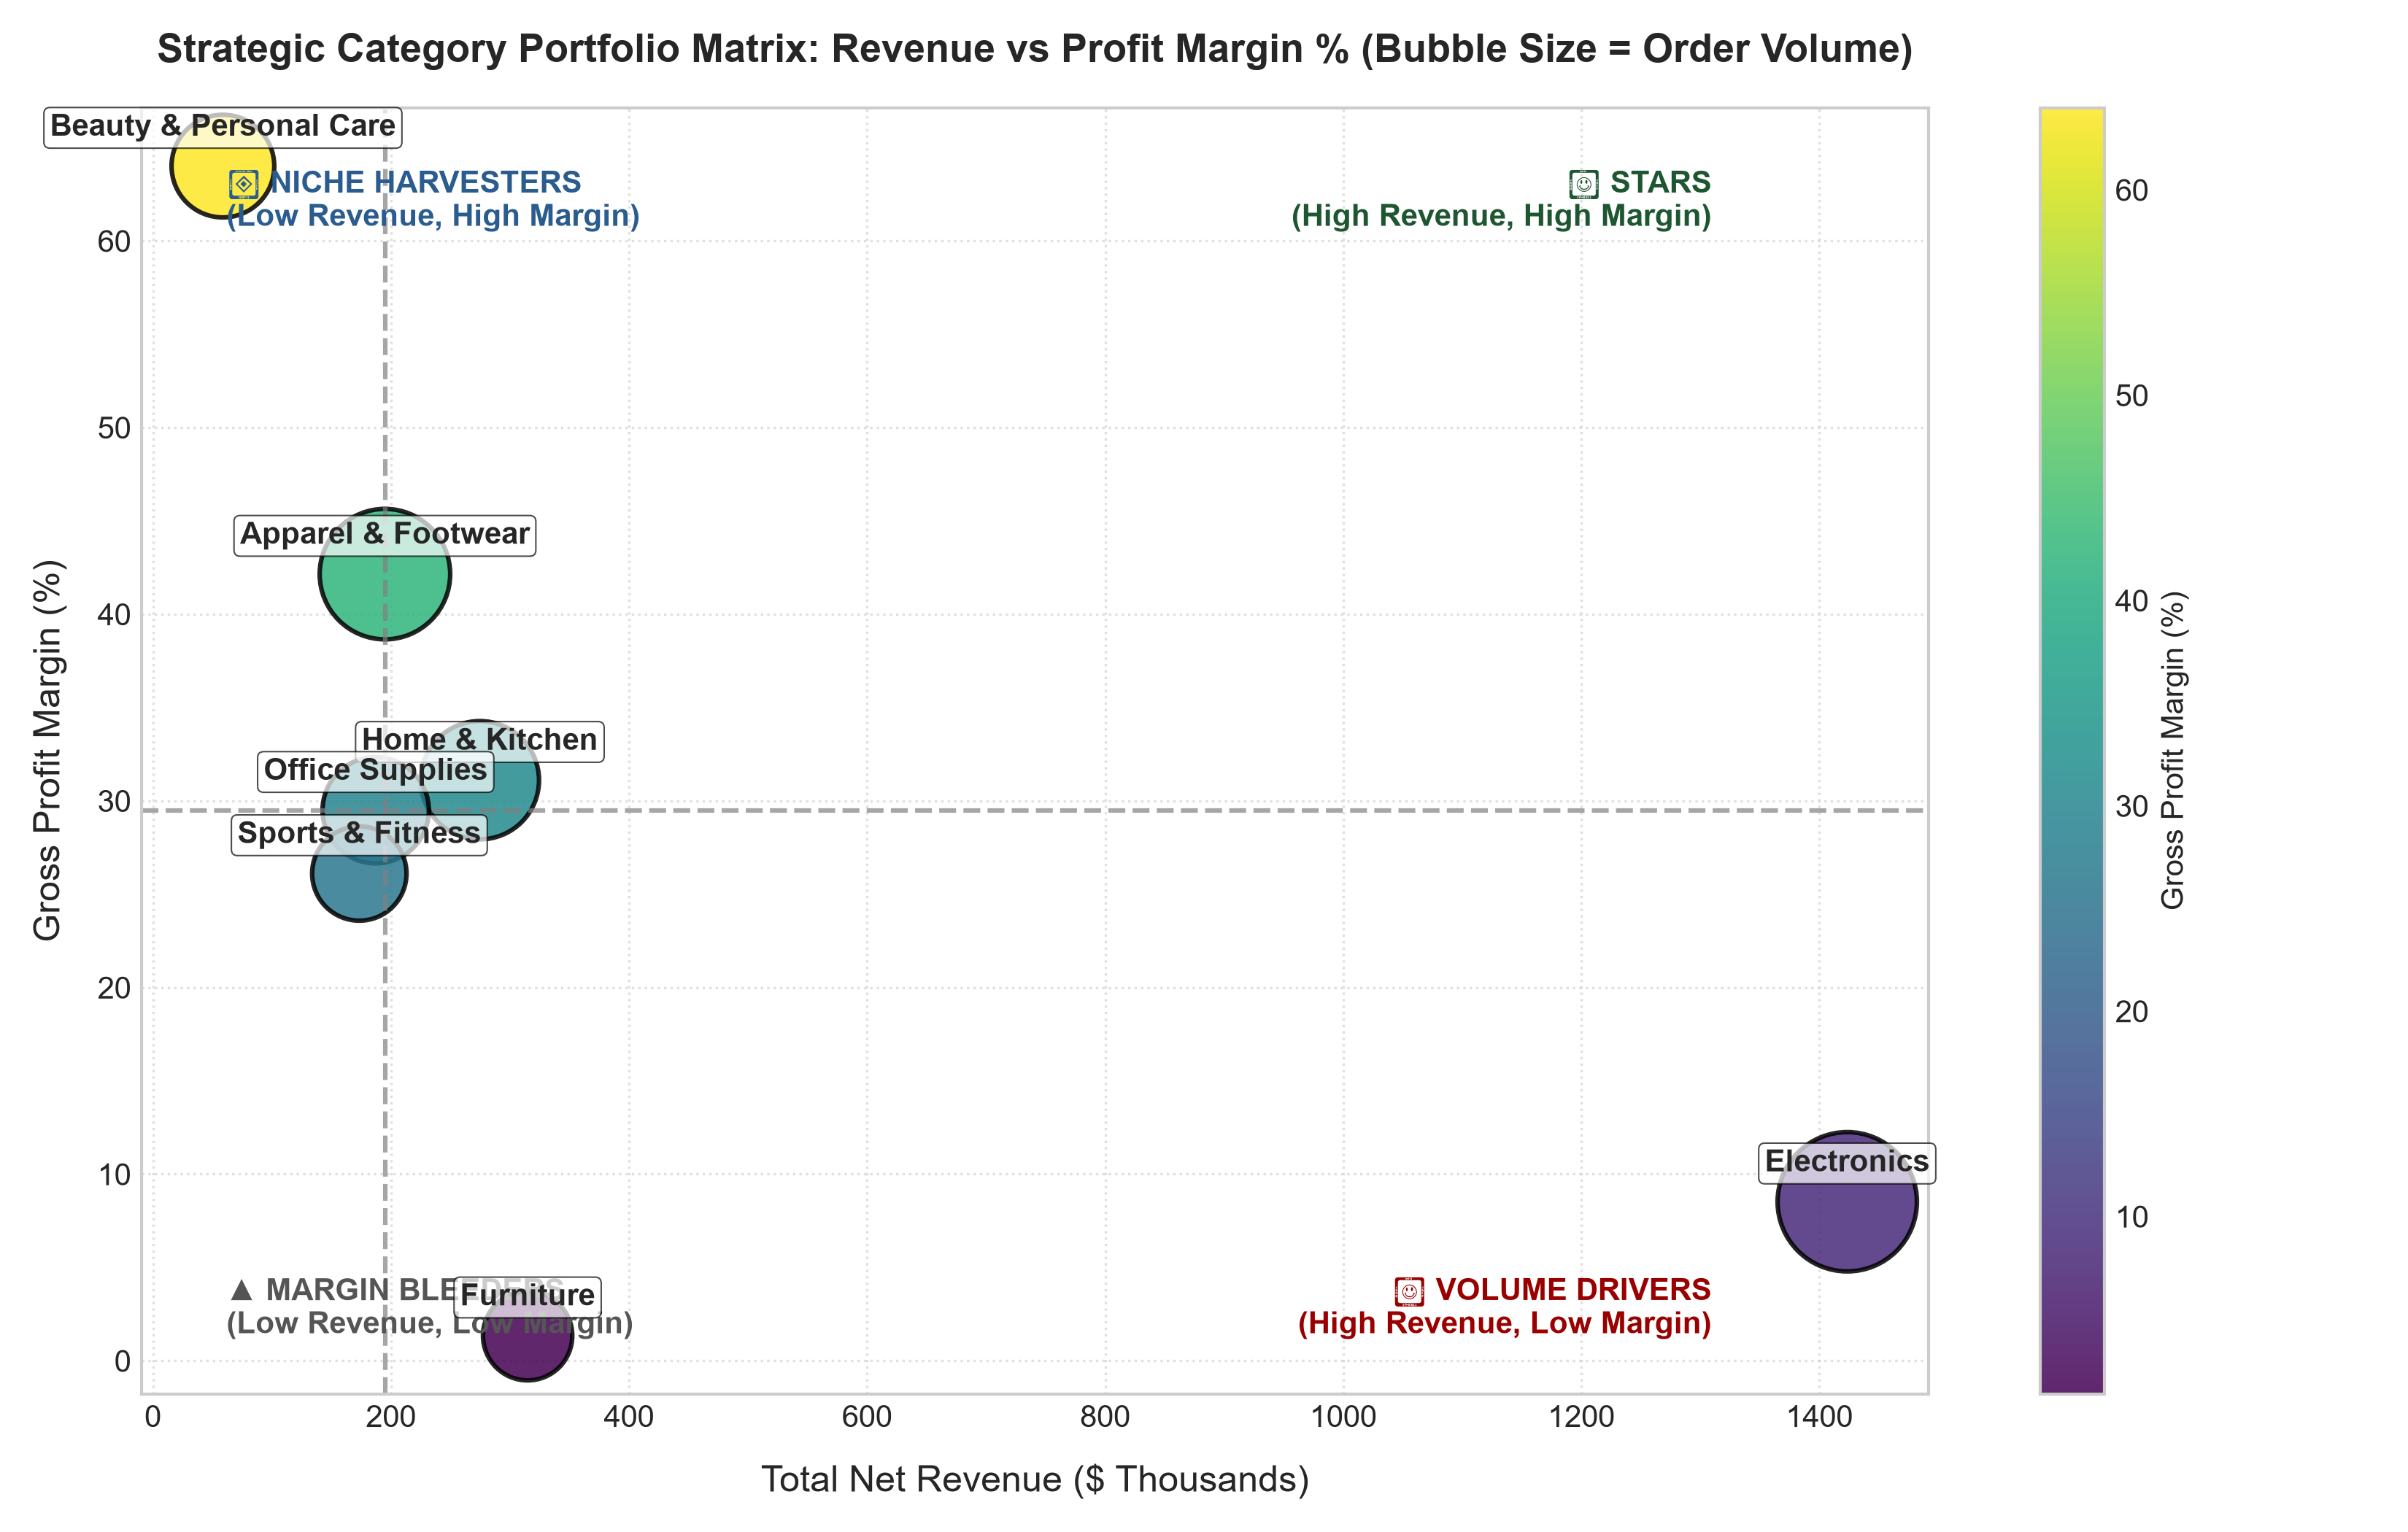 Strategic Category Portfolio Matrix: Revenue vs Profit Margin % (Bubble Size = Order Volume)
Beauty & Personal Care
NICHE HARVESTERS
(Low Revenue, High Margin)
STARS
(High Revenue, High Margin)
Apparel & Footwear
Home & Kitchen
Office Supplies
Sports & Fitness
Electronics
▲ MARGIN BLEEDERS
(Low Revenue, Low Margin)
Furniture
VOLUME DRIVERS
(High Revenue, Low Margin)
Gross Profit Margin (%)
60
50
40
30
20
10
0
0 200 400 600 800 1000 1200 1400
Total Net Revenue ($ Thousands)
60
50
40
30
20
10
Gross Profit Margin (%)